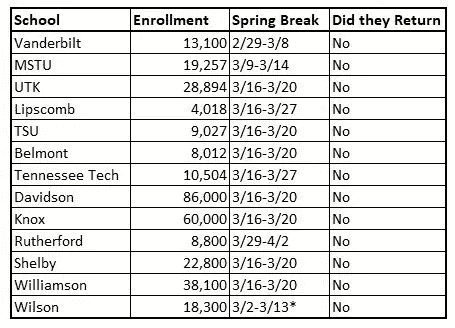 School Enrollment Spring Break Did they Return
Vanderbilt 13,100 2/29-3/8 No
MSTU 19,257 3/9-3/14 No
UTK 28,894 3/16-3/20 No
Lipscomb 4,018 3/16-3/27 No
TSU 9,027 3/16-3/20 No
Belmont 8,012 3/16-3/20 No
Tennessee Tech 10,504 3/16-3/27 No
Davidson 86,000 3/16-3/20 No
Knox 60,000 3/16-3/20 No
Rutherford 8,800 3/29-4/2 No
Shelby 22,800 3/16-3/20 No
Williamson 38,100 3/16-3/20 No
Wilson 18,300 3/2-3/13* No